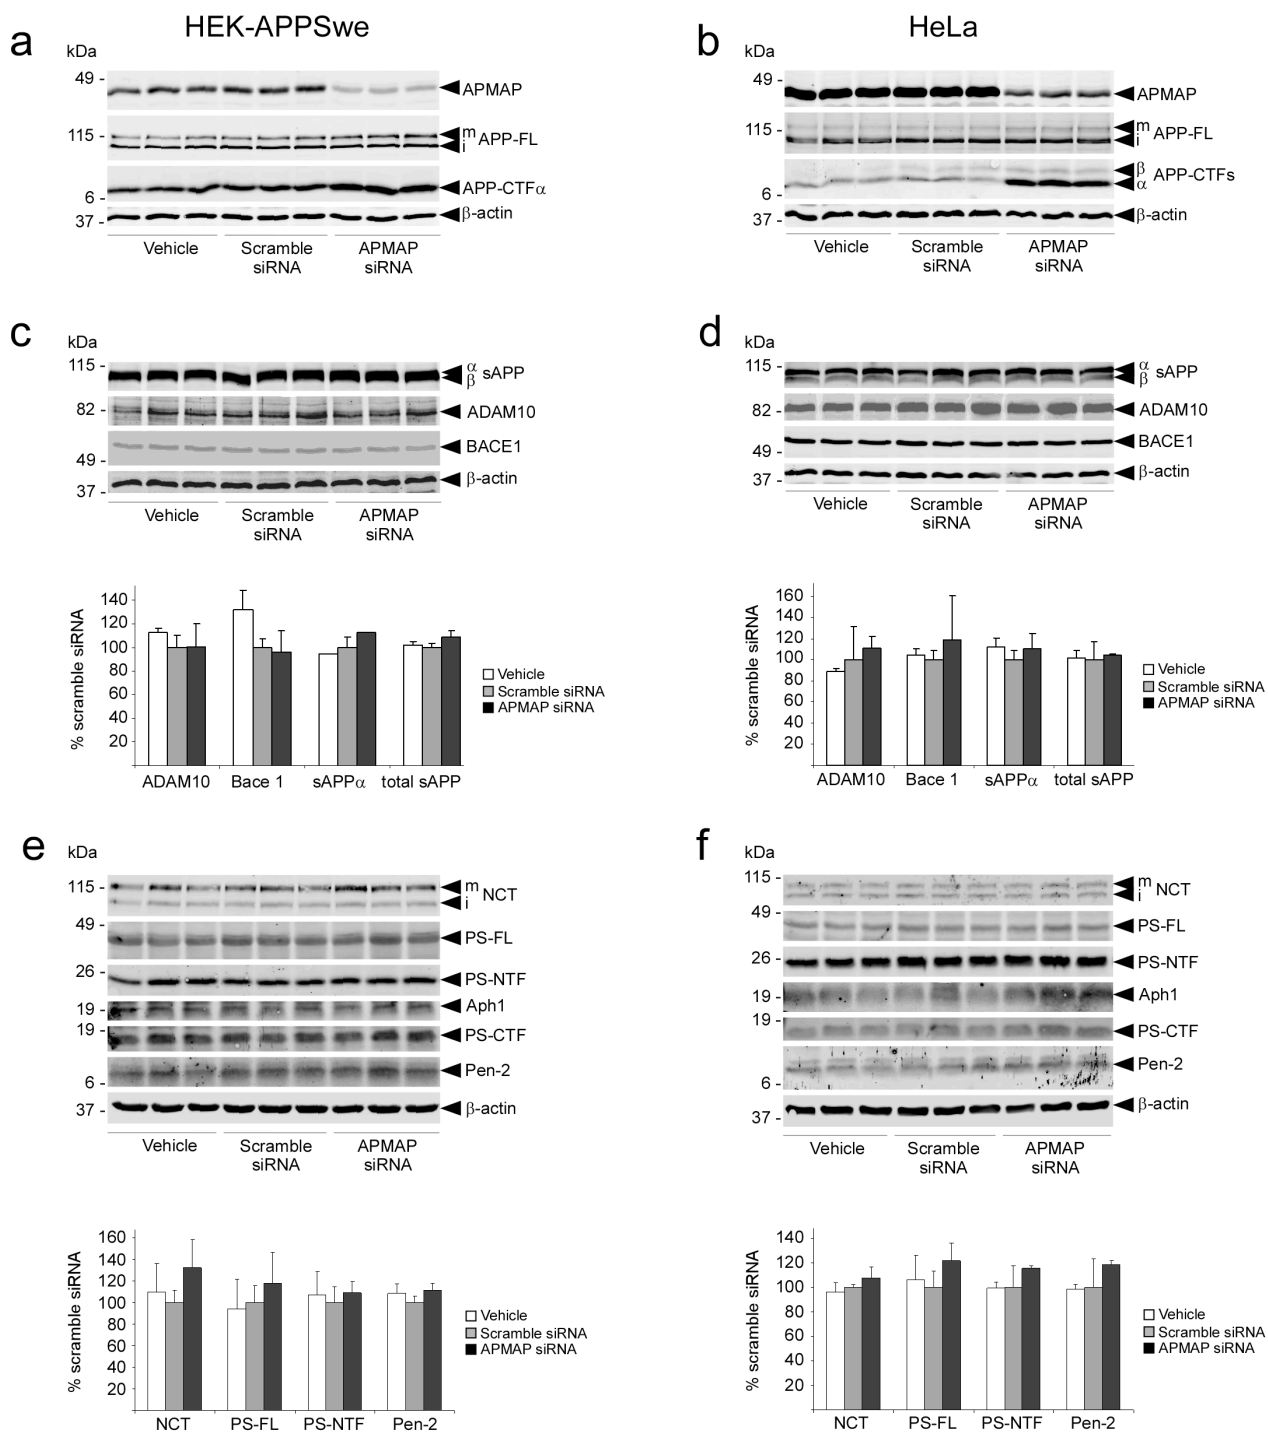 HEK-APPSwe
HeLa
a
kDa
49 -
APMAP
115 -
m
i
APP-FL
APP-CTFα
6 -
37 -
β-actin
Vehicle
Scramble
siRNA
APMAP
siRNA
b
kDa
49 -
APMAP
115 -
m
i
APP-FL
β
α
APP-CTFs
6 -
37 -
β-actin
Vehicle
Scramble
siRNA
APMAP
siRNA
c
kDa
115 -
α
β
sAPP
82 -
ADAM10
BACE1
49 -
37 -
β-actin
Vehicle
Scramble
siRNA
APMAP
siRNA
% scramble siRNA
140
120
100
80
60
40
20
ADAM10 Bace 1 sAPPα total sAPP
Vehicle
Scramble siRNA
APMAP siRNA
d
kDa
115 -
α
β
sAPP
82 -
ADAM10
BACE1
49 -
37 -
β-actin
Vehicle
Scramble
siRNA
APMAP
siRNA
% scramble siRNA
160
140
120
100
80
60
40
20
ADAM10 Bace 1 sAPPα total sAPP
Vehicle
Scramble siRNA
APMAP siRNA
e
kDa
115 -
m
i
NCT
49 -
PS-FL
26 -
PS-NTF
19 -
Aph1
19 -
PS-CTF
Pen-2
6 -
37 -
β-actin
Vehicle
Scramble
siRNA
APMAP
siRNA
% scramble siRNA
160
140
120
100
80
60
40
20
NCT PS-FL PS-NTF Pen-2
Vehicle
Scramble siRNA
APMAP siRNA
f
kDa
115 -
m
i
NCT
49 -
PS-FL
26 -
PS-NTF
19 -
Aph1
19 -
PS-CTF
Pen-2
6 -
37 -
β-actin
Vehicle
Scramble
siRNA
APMAP
siRNA
% scramble siRNA
140
120
100
80
60
40
20
NCT PS-FL PS-NTF Pen-2
Vehicle
Scramble siRNA
APMAP siRNA